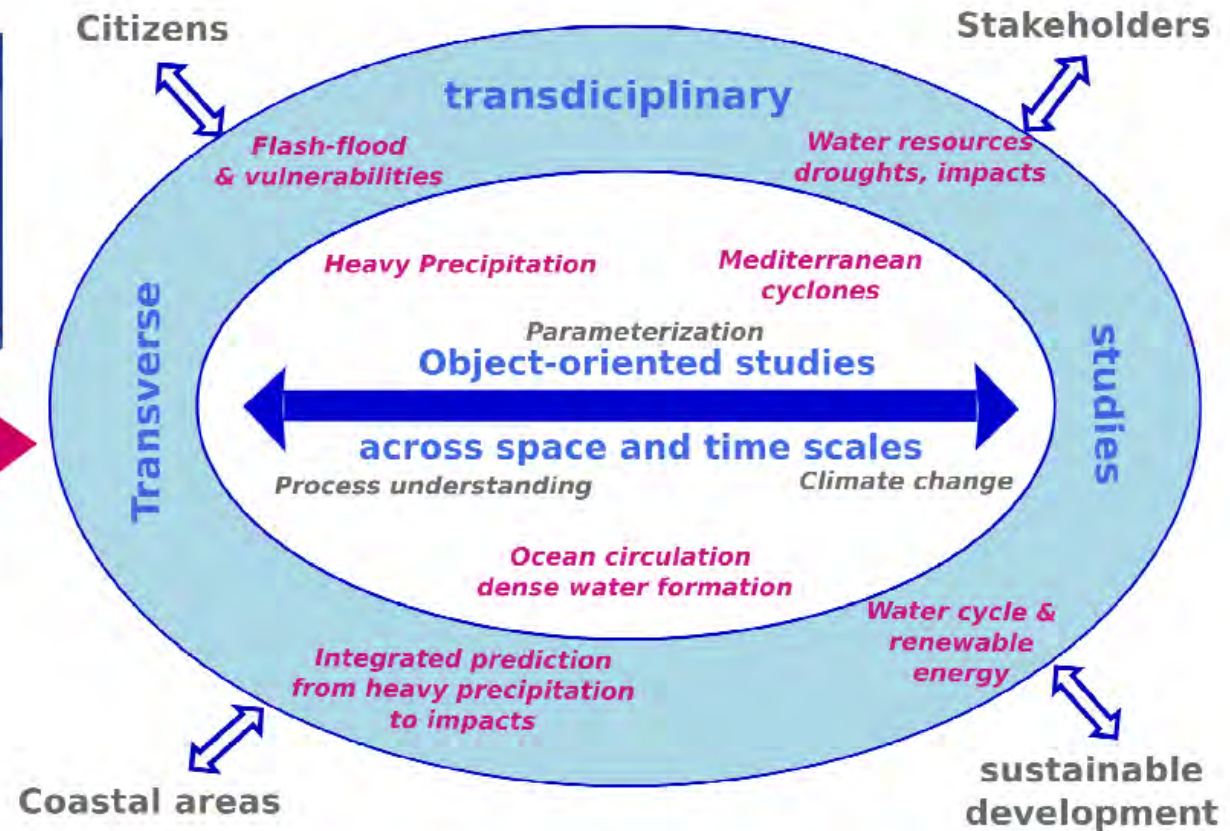 Citizens
Stakeholders
transdiciplinary
Flash-flood
& vulnerabilities
Water resources
droughts, impacts
Heavy Precipitation
Mediterranean
cyclones
Transverse
studies
Parameterization
Object-oriented studies
across space and time scales
Process understanding
Climate change
Ocean circulation
dense water formation
Water cycle &
renewable
energy
Integrated prediction
from heavy precipitation
to impacts
Coastal areas
sustainable
development